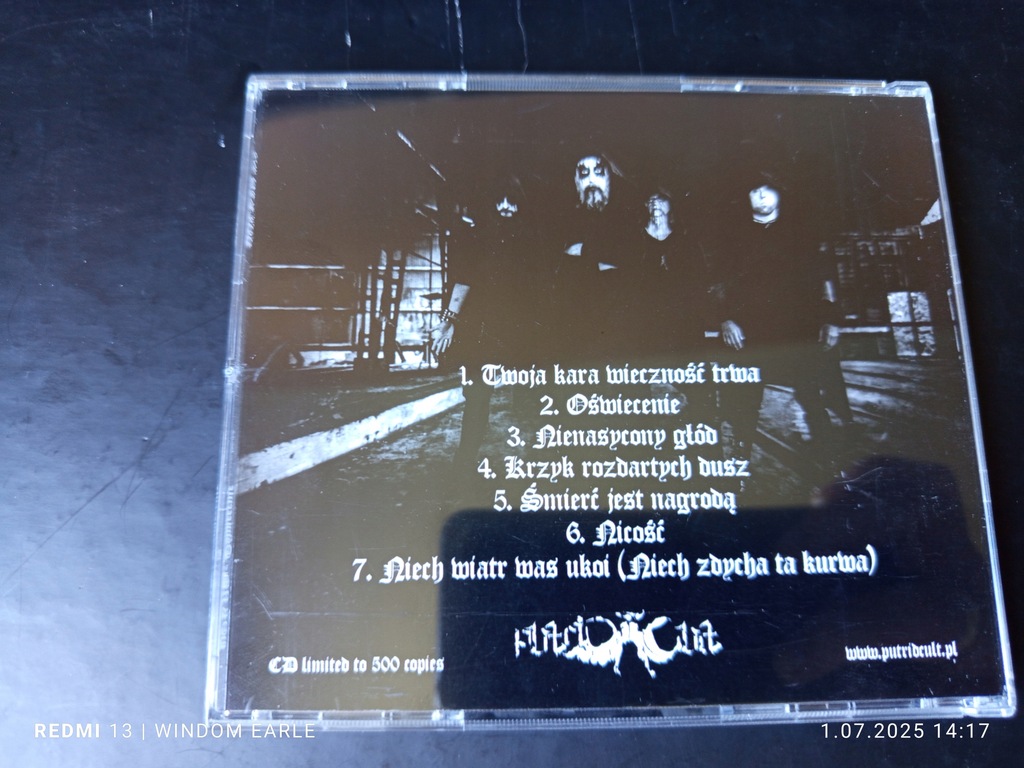 1. Twoja kara wieczność trwa
2. Oświecenie
3. Nienasycony głód
4. Krzyk rozdartych dusz
5. Śmierć jest nagrodą
6. Nicość
7. Niech wiatr was ukoi (Niech zdycha ta kurwa)
CD limited to 500 copies
www.putridcult.pl
REDMI 13 | WINDOM EARLE
1.07.2025 14:17